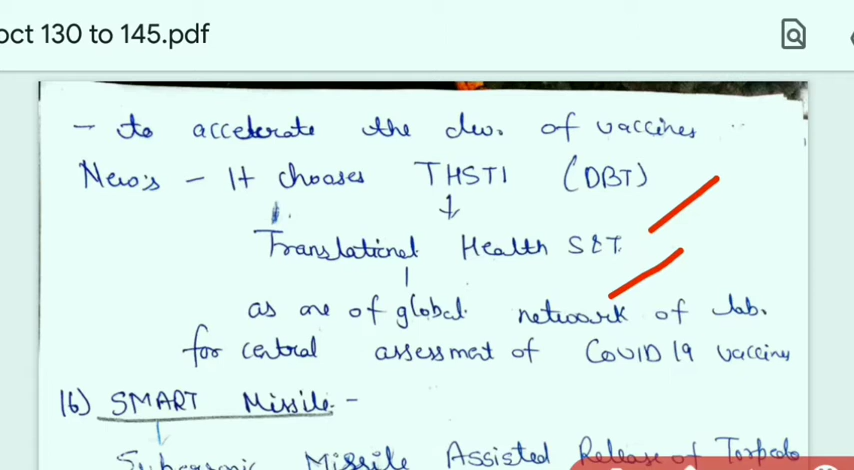 oct 130 to 145.pdf
- to accelerate the dev. of vaccines
News - It chooses THSTI (DBT)
Translational Health S&T
as one of global network of lab.
for central assessment of COVID 19 vaccines
16) SMART Missile -
Supersonic Missile Assisted Release of Torpedo